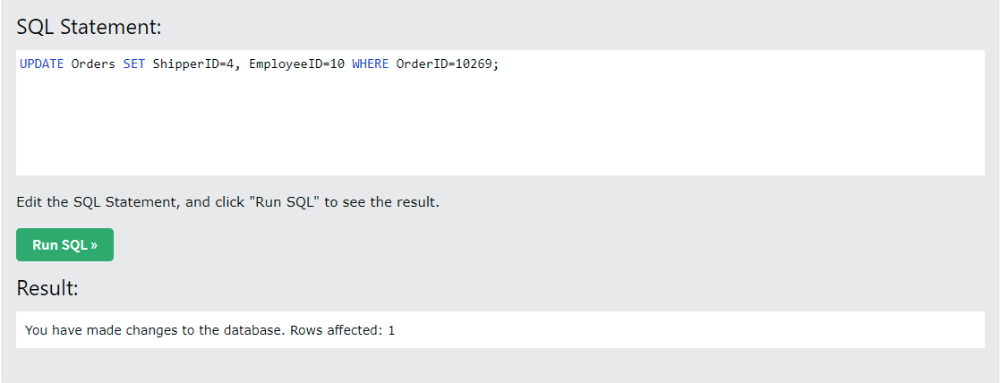 SQL Statement:
UPDATE Orders SET ShipperID=4, EmployeeID=10 WHERE OrderID=10269;
Edit the SQL Statement, and click "Run SQL" to see the result.
Run SQL »
Result:
You have made changes to the database. Rows affected: 1